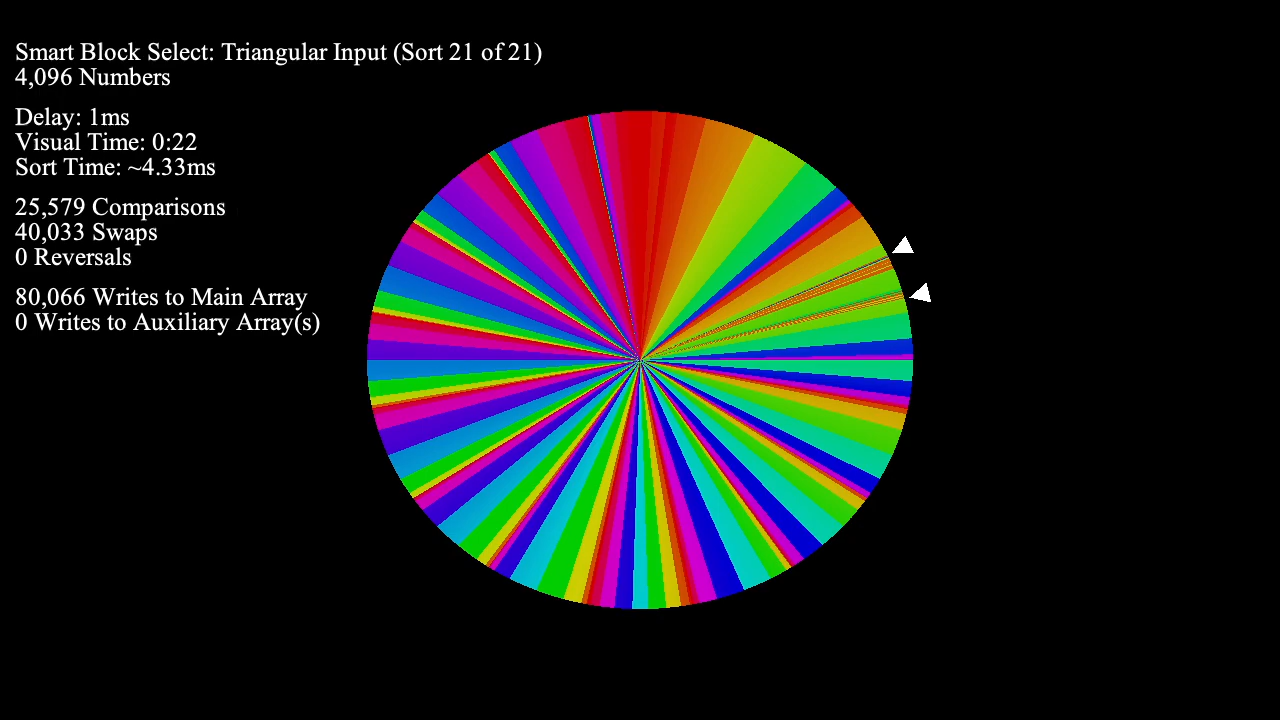 Smart Block Select: Triangular Input (Sort 21 of 21)
4,096 Numbers
Delay: 1ms
Visual Time: 0:22
Sort Time: ~4.33ms
25,579 Comparisons
40,033 Swaps
0 Reversals
80,066 Writes to Main Array
0 Writes to Auxiliary Array(s)